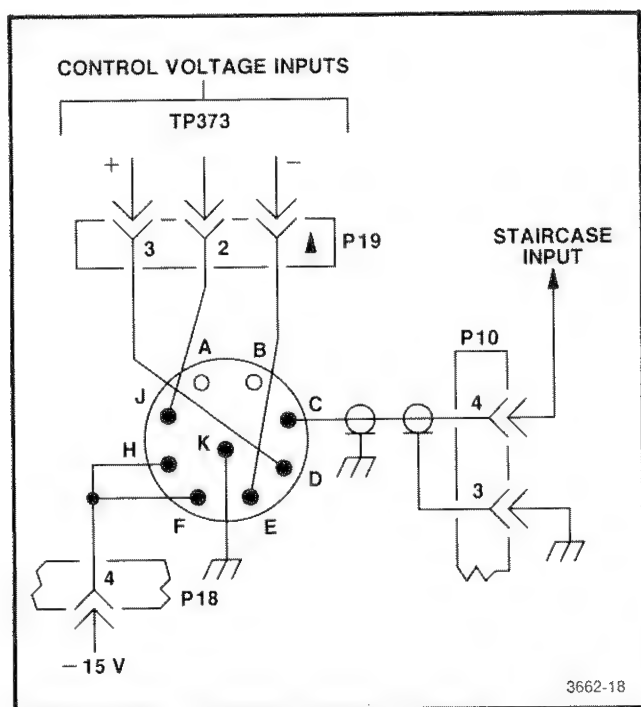 CONTROL VOLTAGE INPUTS
TP373
+ −
3 2 P19
STAIRCASE
INPUT
P10
A B
J C 4
K
H D
3
F E
4
P18
− 15 V
3662-18